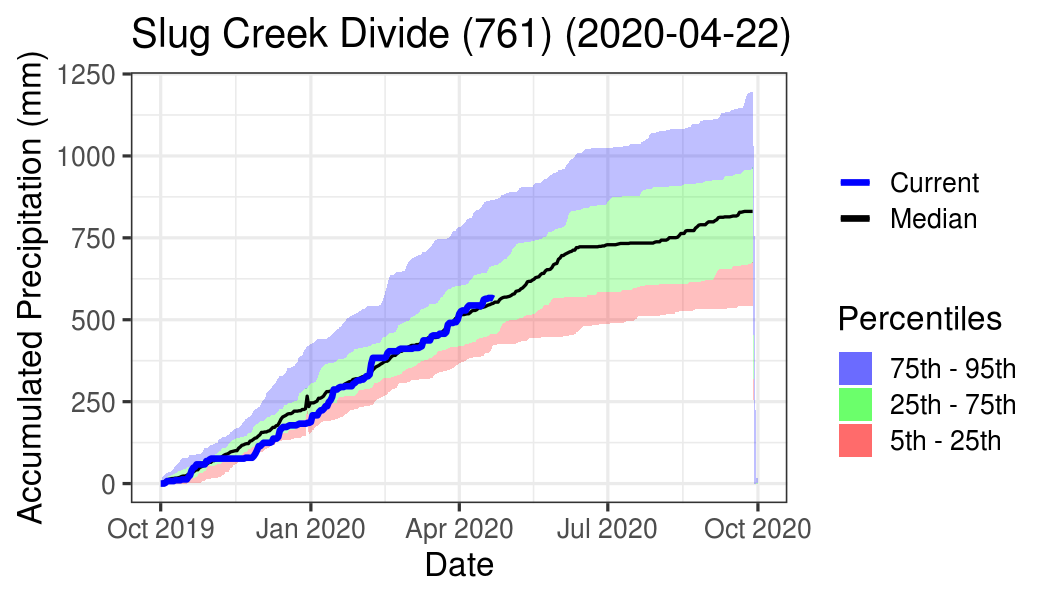 Slug Creek Divide (761) (2020-04-22)
Accumulated Precipitation (mm)
1250
1000
750
500
250
0
Oct 2019
Jan 2020
Apr 2020
Jul 2020
Oct 2020
Date
Current
Median
Percentiles
75th - 95th
25th - 75th
5th - 25th